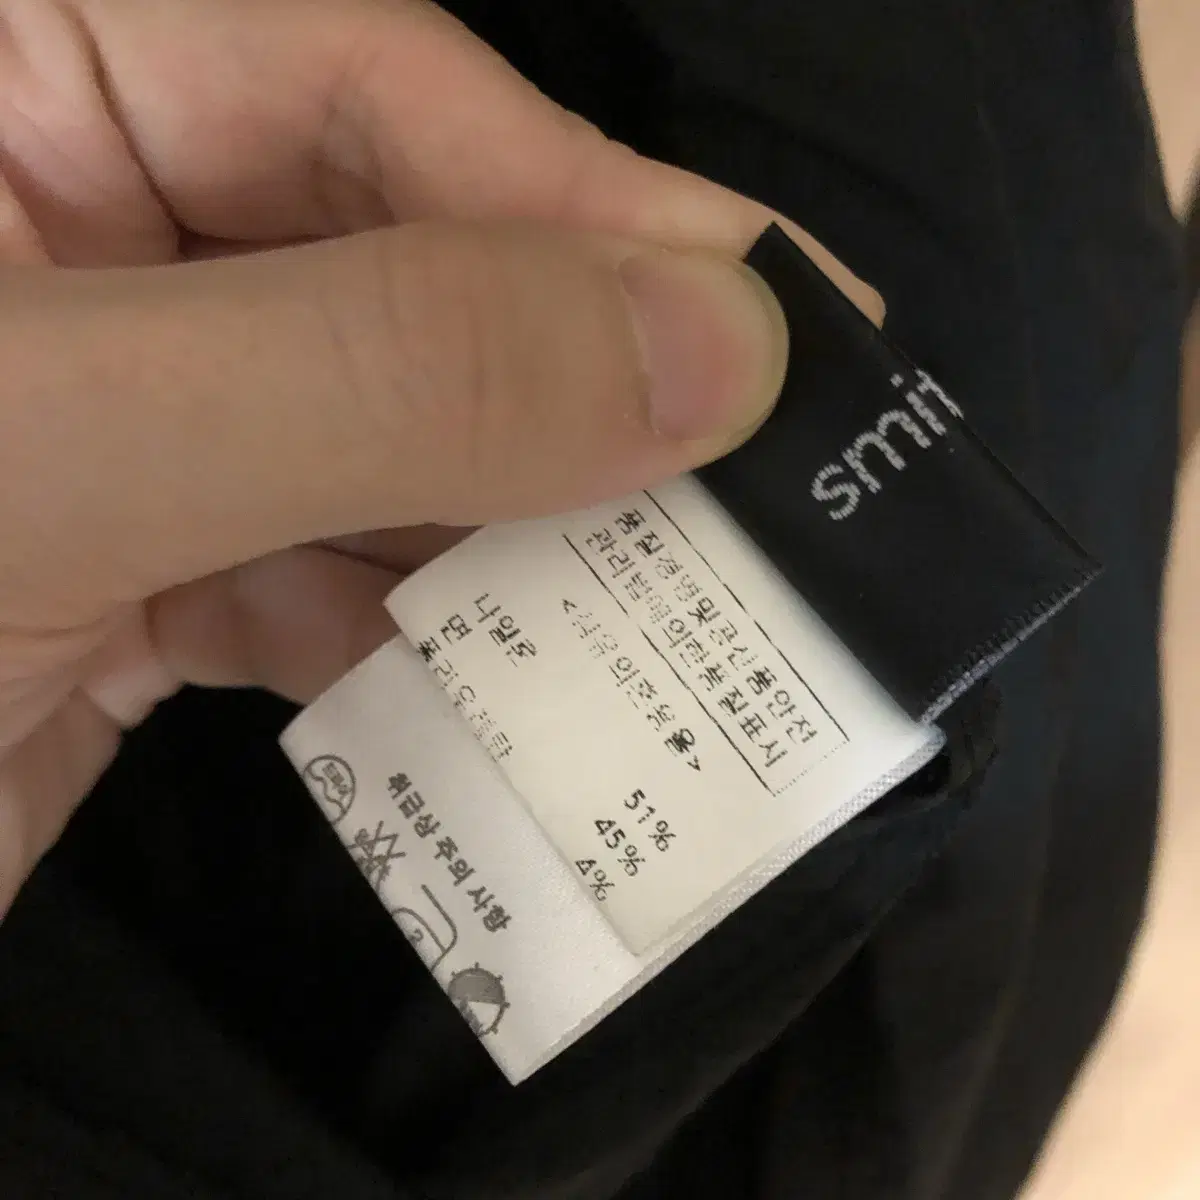 smir
품질경영및공산품안전
관리법에의한품질표시
<섬유의혼용율>
나일론 51%
면 45%
폴리우레탄 4%
취급상 주의 사항